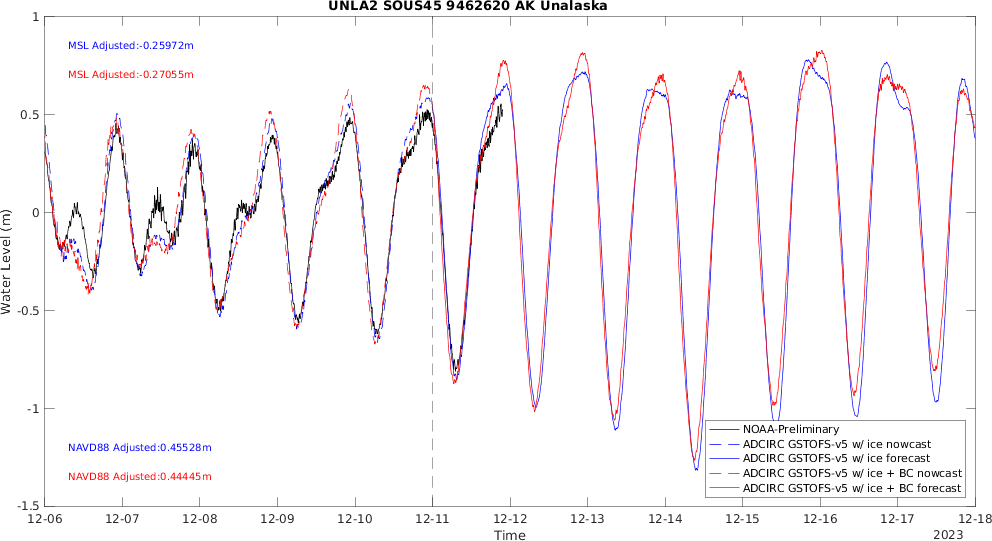 UNLA2 SOUS45 9462620 AK Unalaska
1
MSL Adjusted:-0.25972m
MSL Adjusted:-0.27055m
0.5
0
Water Level (m)
-0.5
-1
NOAA-Preliminary
ADCIRC GSTOFS-v5 w/ ice nowcast
ADCIRC GSTOFS-v5 w/ ice forecast
ADCIRC GSTOFS-v5 w/ ice + BC nowcast
ADCIRC GSTOFS-v5 w/ ice + BC forecast
NAVD88 Adjusted:0.45528m
NAVD88 Adjusted:0.44445m
-1.5
12-06 12-07 12-08 12-09 12-10 12-11 12-12 12-13 12-14 12-15 12-16 12-17 12-18
Time
2023